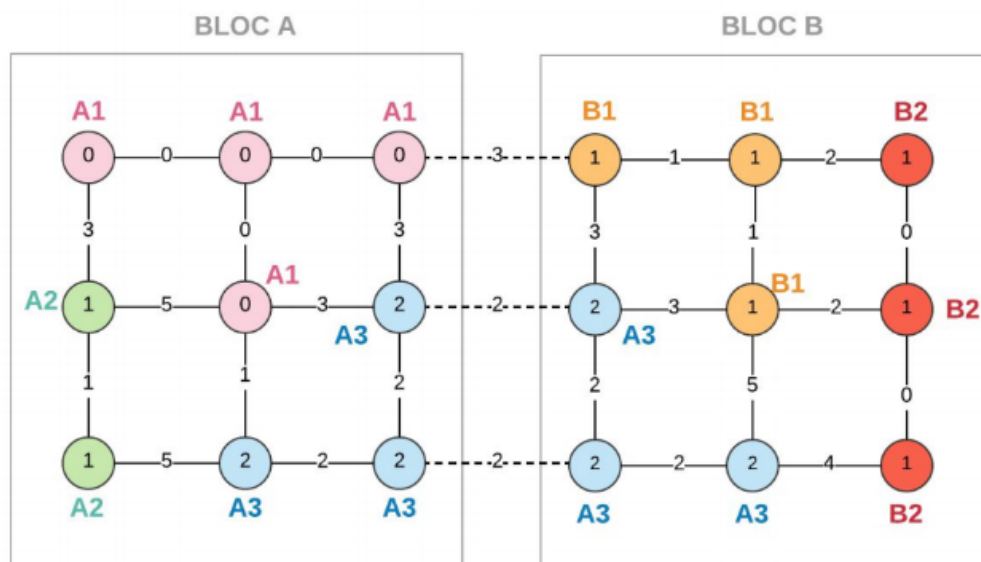 BLOC A BLOC B
A1 A1 A1 B1 B1 B2
0 0 0 0 0 3 1 1 1 2 1
3 0 3 3 1 0
A1 B1
A2 1 5 0 3 2 2 2 3 1 2 1 B2
A3 A3
1 1 2 2 5 0
1 5 2 2 2 2 2 2 2 4 1
A2 A3 A3 A3 A3 B2